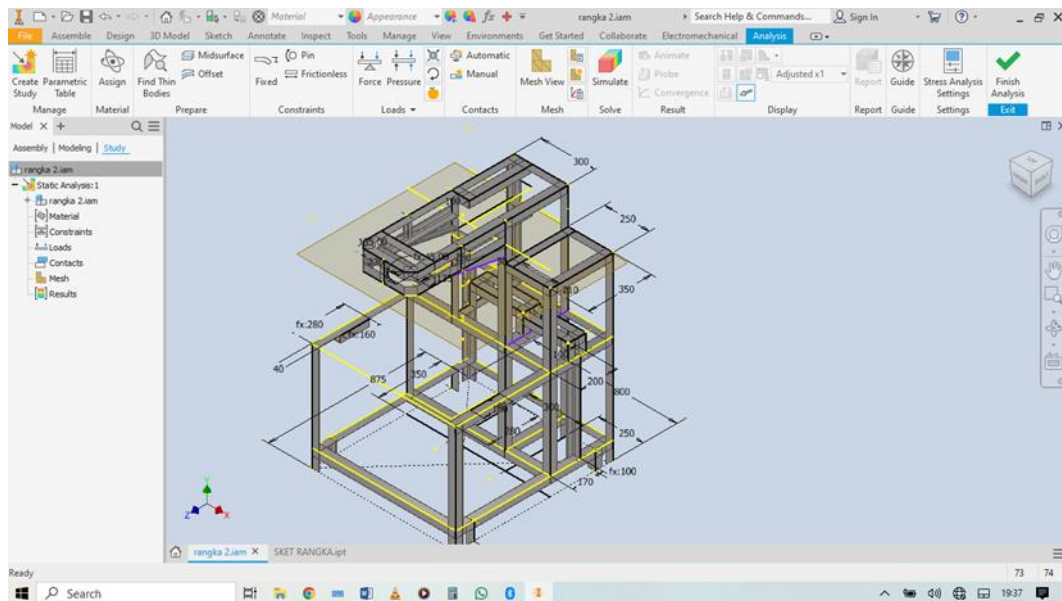 Material
Appearance
rangka 2.iam
Search Help & Commands...
Sign In
File Assemble Design 3D Model Sketch Annotate Inspect Tools Manage View Environments Get Started Collaborate Electromechanical Analysis
Create Study
Parametric Table
Assign
Find Thin Bodies
Midsurface
Offset
Fixed
Pin
Frictionless
Force
Pressure
Automatic
Manual
Mesh View
Simulate
Animate
Probe
Convergence
Adjusted x1
Report
Guide
Stress Analysis Settings
Finish Analysis
Manage Material Prepare Constraints Loads Contacts Mesh Solve Result Display Report Guide Settings Exit
Model
Assembly | Modeling | Study
rangka 2.iam
Static Analysis:1
rangka 2.iam
Material
Constraints
Loads
Contacts
Mesh
Results
300
250
350
fx:280
fx:160
40
875
350
200
800
300
280
250
fx:100
170
Y
Z
X
rangka 2.iam
SKET RANGKA.ipt
Ready
73 74
Search
19:37